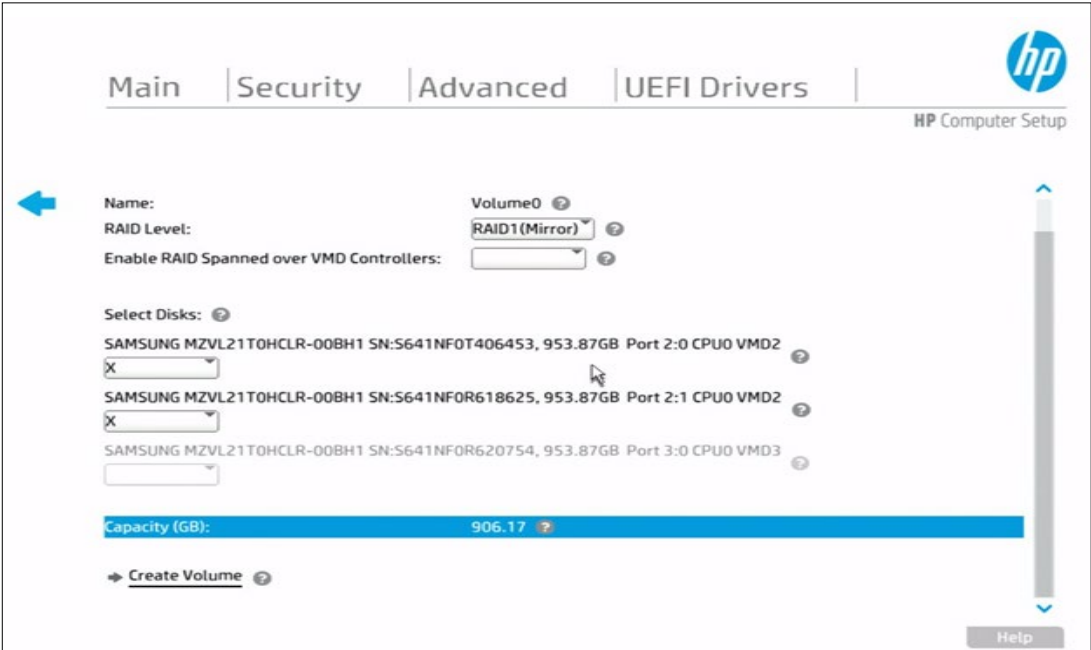 hp
Main Security Advanced UEFI Drivers
HP Computer Setup
Name: Volume0 ?
RAID Level: RAID1(Mirror) ?
Enable RAID Spanned over VMD Controllers: ?
Select Disks: ?
SAMSUNG MZVL21T0HCLR-00BH1 SN:S641NF0T406453, 953.87GB Port 2:0 CPU0 VMD2 ?
X
SAMSUNG MZVL21T0HCLR-00BH1 SN:S641NF0R618625, 953.87GB Port 2:1 CPU0 VMD2 ?
X
SAMSUNG MZVL21T0HCLR-00BH1 SN:S641NF0R620754, 953.87GB Port 3:0 CPU0 VMD3 ?
Capacity (GB): 906.17 ?
Create Volume ?
Help